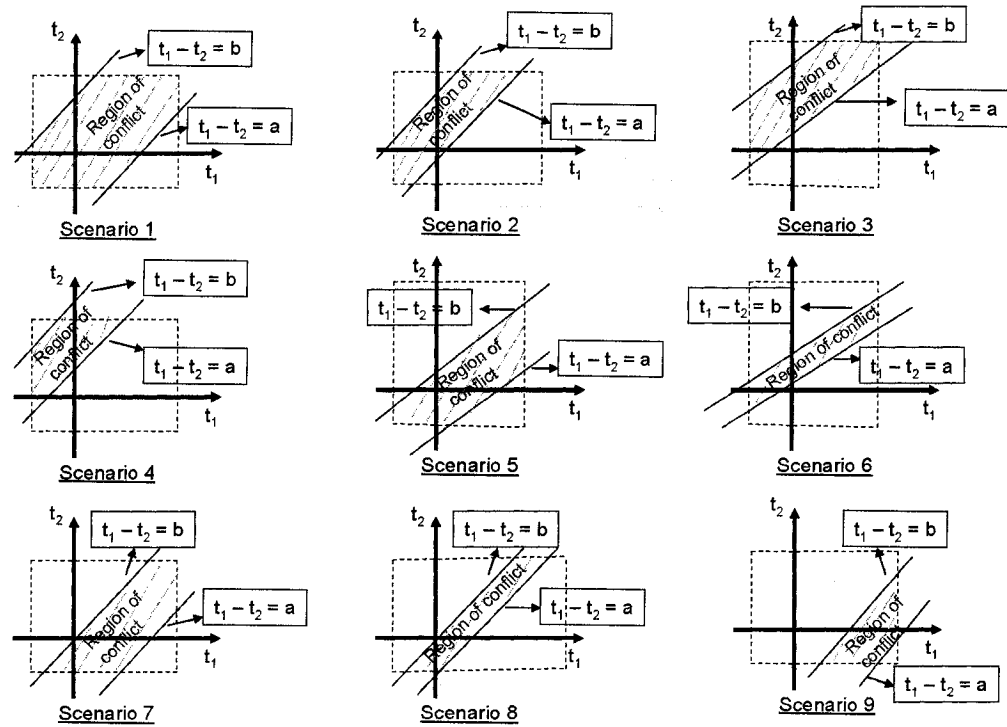 t2
t1 – t2 = b
Region of
conflict
t1 – t2 = a
t1
Scenario 1
t2
t1 – t2 = b
Region of
conflict
t1 – t2 = a
t1
Scenario 2
t2
t1 – t2 = b
Region of
conflict
t1 – t2 = a
t1
Scenario 3
t2
t1 – t2 = b
Region of
conflict
t1 – t2 = a
t1
Scenario 4
t2
t1 – t2 = b
Region of
conflict
t1 – t2 = a
t1
Scenario 5
t2
t1 – t2 = b
Region of conflict
t1 – t2 = a
t1
Scenario 6
t2
t1 – t2 = b
Region of
conflict
t1 – t2 = a
t1
Scenario 7
t2
t1 – t2 = b
Region of conflict
t1 – t2 = a
t1
Scenario 8
t2
t1 – t2 = b
Region of
conflict
t1
t1 – t2 = a
Scenario 9